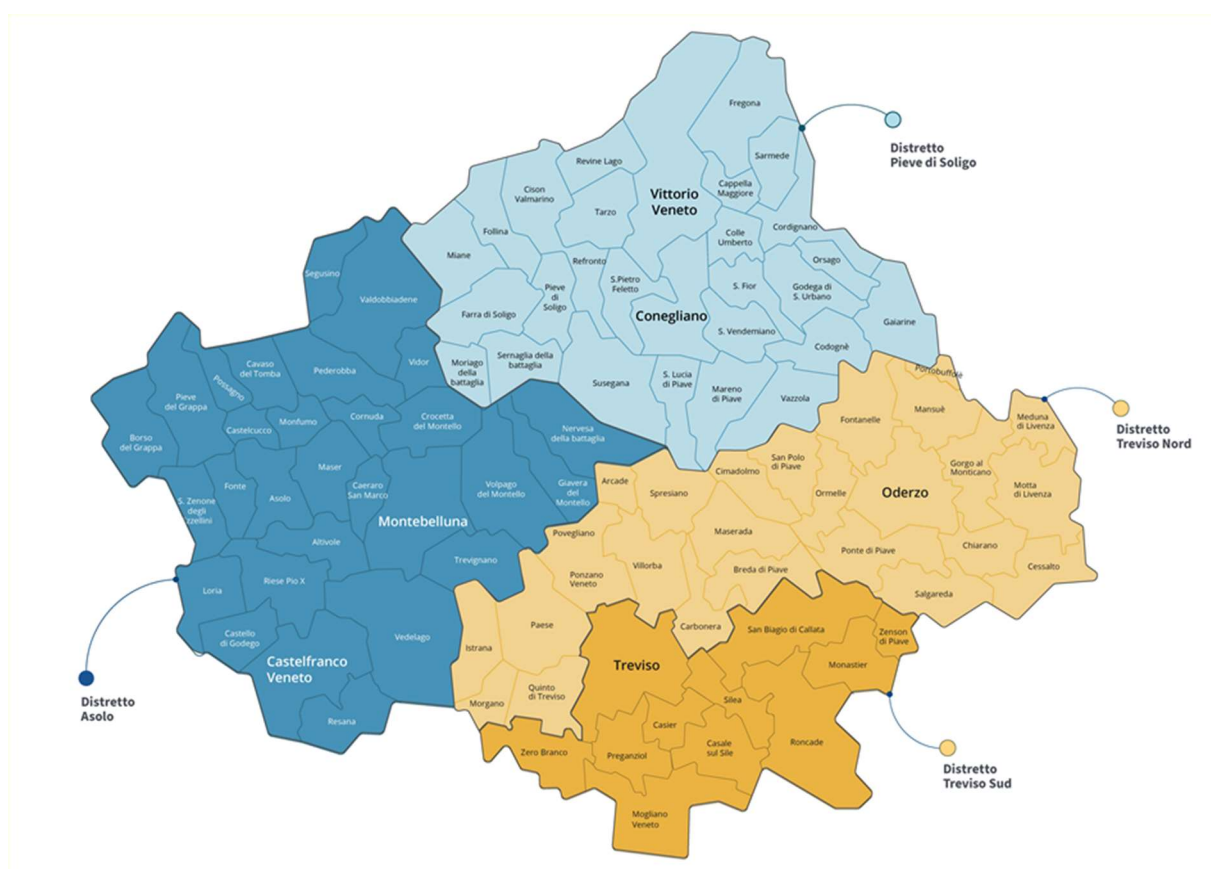 Fregona
Distretto
Pieve di Soligo
Sarmede
Revine Lago
Cappella
Maggiore
Cison
Valmarino
Vittorio
Veneto
Tarzo
Cordignano
Follina
Colle
Umberto
Miane
Refronto
Orsago
Segusino
S.Pietro
Feletto
S. Fior
Godega di
S. Urbano
Valdobbiadene
Pieve
di
Soligo
Farra di Soligo
Conegliano
Gaiarine
S. Vendemiano
Codognè
Vidor
Sernaglia della
battaglia
Moriago
della
battaglia
Cavaso
del Tomba
Pederobba
Possagno
Portobuffolè
Susegana
S. Lucia
di Piave
Mareno
di Piave
Vazzola
Pieve
del Grappa
Mansuè
Meduna
di Livenza
Distretto
Treviso Nord
Monfumo
Cornuda
Crocetta
del Montello
Fontanelle
Castelcucco
Nervesa
della battaglia
Borso
del Grappa
Maser
San Polo
di Piave
Cimadolmo
Gorgo al
Monticano
Fonte
Asolo
Caeraro
San Marco
Volpago
del Montello
Giavera
del
Montello
Arcade
Spresiano
Ormelle
Oderzo
Motta
di Livenza
S. Zenone
degli
zzellini
Montebelluna
Povegliano
Maserada
Altivole
Chiarano
Ponte di Piave
Trevignano
Villorba
Breda di Piave
Cessalto
Riese Pio X
Loria
Ponzano
Veneto
Salgareda
Paese
Carbonera
San Biagio di Callata
Zenson
di Piave
Castello
di Godego
Vedelago
Istrana
Castelfranco
Veneto
Treviso
Monastier
Quinto
di Treviso
Morgano
Silea
Distretto
Asolo
Resana
Casier
Zero Branco
Preganziol
Casale
sul Sile
Roncade
Distretto
Treviso Sud
Mogliano
Veneto